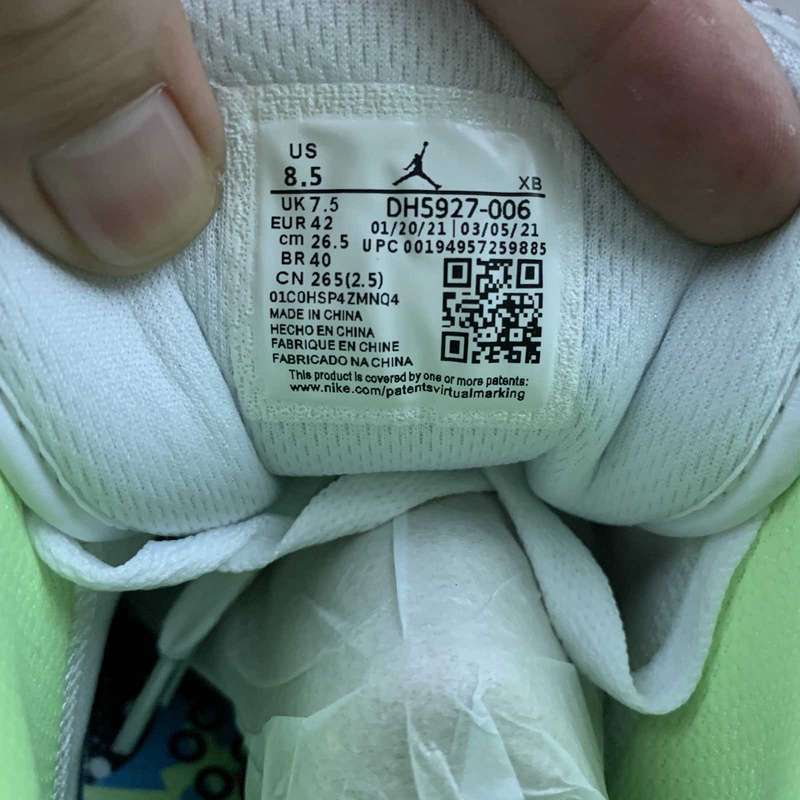 US
8.5
XB
UK 7.5
DH5927-006
EUR 42
01/20/21 | 03/05/21
cm 26.5
UPC 00194957259885
BR 40
CN 265(2.5)
01C0HSP4ZMNQ4
MADE IN CHINA
HECHO EN CHINA
FABRIQUE EN CHINE
FABRICADO NA CHINA
This product is covered by one or more patents:
www.nike.com/patentsvirtualmarking